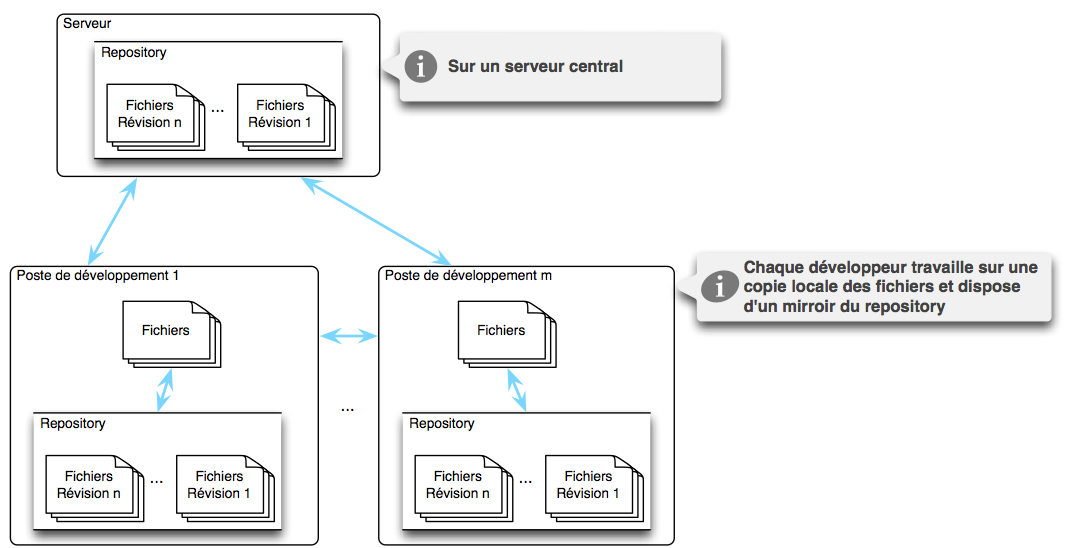 Serveur
Repository
Fichiers
Révision n
...
Fichiers
Révision 1
Sur un serveur central
Poste de développement 1
Fichiers
Repository
Fichiers
Révision n
...
Fichiers
Révision 1
...
Poste de développement m
Fichiers
Repository
Fichiers
Révision n
...
Fichiers
Révision 1
Chaque développeur travaille sur une
copie locale des fichiers et dispose
d'un mirroir du repository